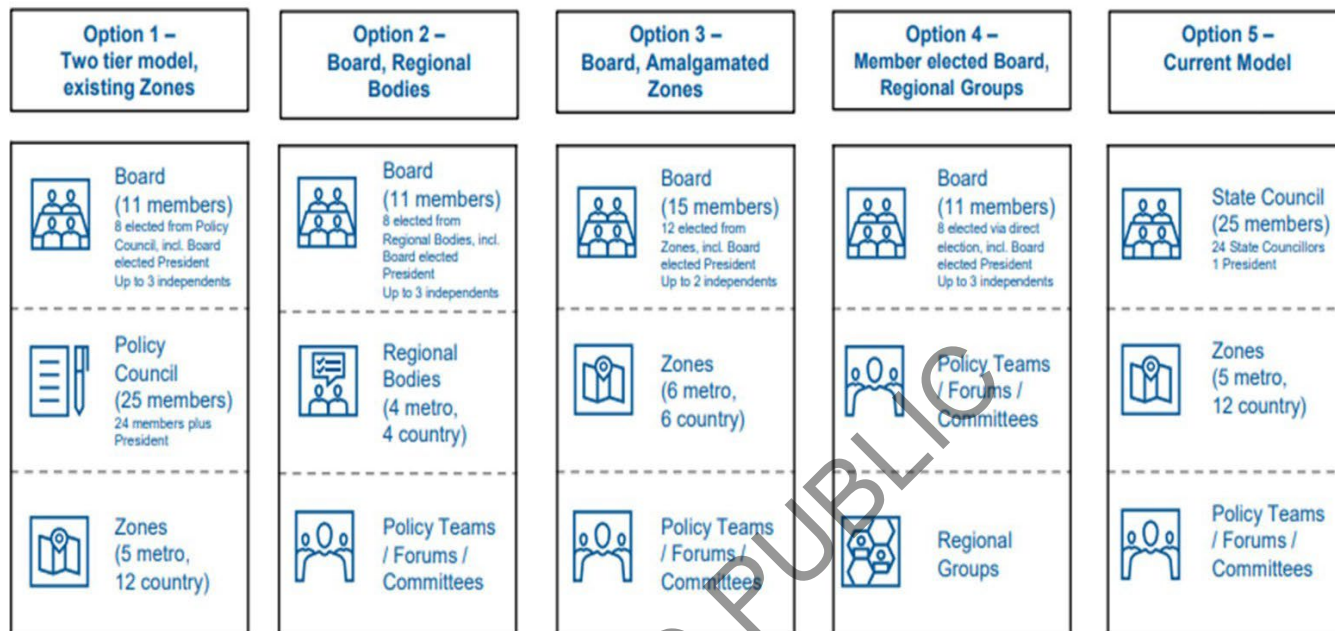 Option 1 –
Two tier model,
existing Zones
Option 2 –
Board, Regional
Bodies
Option 3 –
Board, Amalgamated
Zones
Option 4 –
Member elected Board,
Regional Groups
Option 5 –
Current Model
Board
(11 members)
8 elected from Policy
Council, incl. Board
elected President
Up to 3 independents
Board
(11 members)
8 elected from
Regional Bodies, incl.
Board elected
President
Up to 3 independents
Board
(15 members)
12 elected from
Zones, incl. Board
elected President
Up to 2 independents
Board
(11 members)
8 elected via direct
election, incl. Board
elected President
Up to 3 independents
State Council
(25 members)
24 State Councillors
1 President
Policy
Council
(25 members)
24 members plus
President
Regional
Bodies
(4 metro,
4 country)
Zones
(6 metro,
6 country)
Policy Teams
/ Forums /
Committees
Zones
(5 metro,
12 country)
Zones
(5 metro,
12 country)
Policy Teams
/ Forums /
Committees
Policy Teams
/ Forums /
Committees
Regional
Groups
Policy Teams
/ Forums /
Committees
PUBLIC